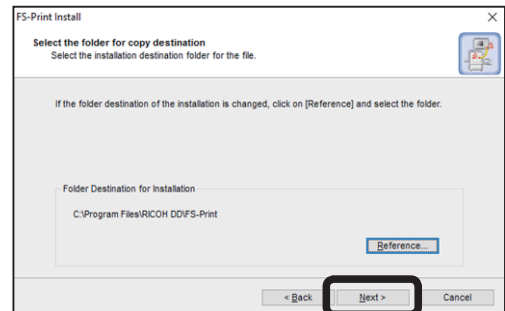 FS-Print Install
Select the folder for copy destination
Select the installation destination folder for the file.
If the folder destination of the installation is changed, click on [Reference] and select the folder.
Folder Destination for Installation
C:\Program Files\RICOH DD\FS-Print
Reference...
< Back
Next >
Cancel